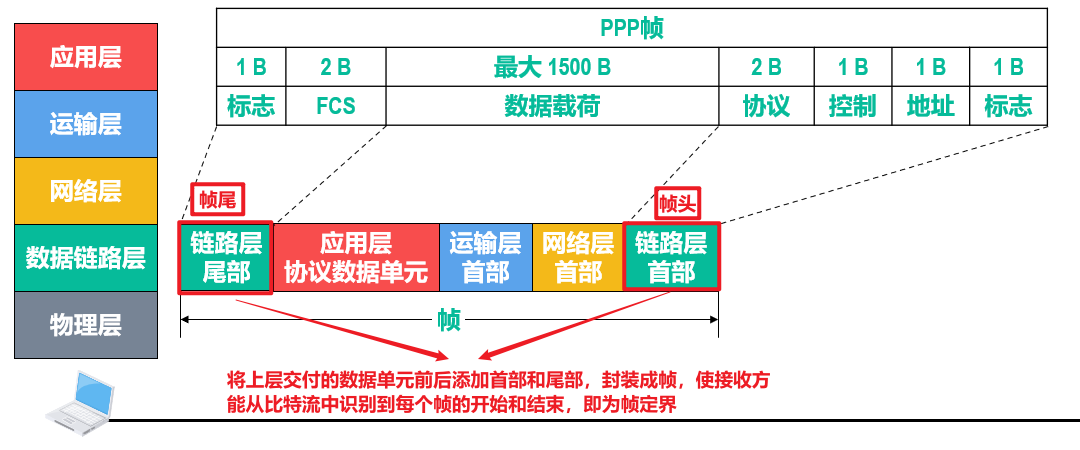 应用层
运输层
网络层
数据链路层
物理层
PPP帧
1 B 2 B 最大 1500 B 2 B 1 B 1 B 1 B
标志 FCS 数据载荷 协议 控制 地址 标志
帧尾 帧头
链路层 应用层 运输层 网络层 链路层
尾部 协议数据单元 首部 首部 首部
帧
将上层交付的数据单元前后添加首部和尾部，封装成帧，使接收方
能从比特流中识别到每个帧的开始和结束，即为帧定界